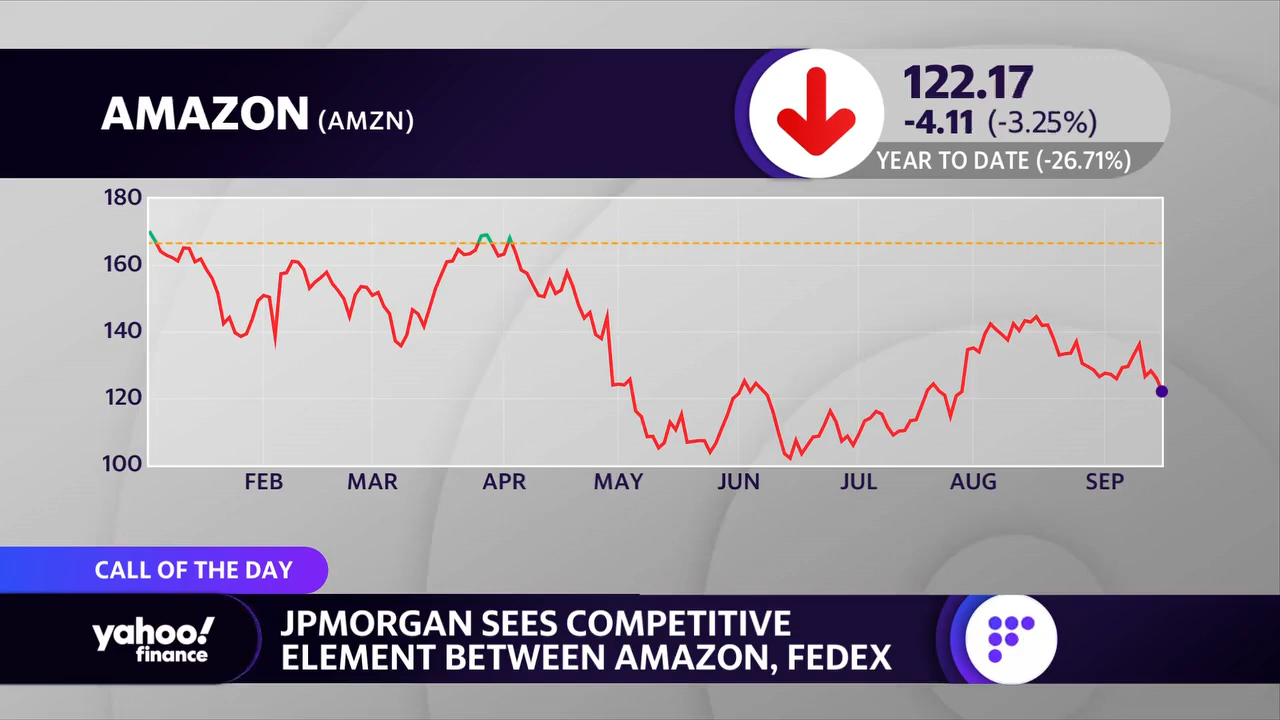 AMAZON (AMZN)
122.17
-4.11 (-3.25%)
YEAR TO DATE (-26.71%)
180
160
140
120
100
FEB MAR APR MAY JUN JUL AUG SEP
CALL OF THE DAY
yahoo!
finance
JPMORGAN SEES COMPETITIVE
ELEMENT BETWEEN AMAZON, FEDEX